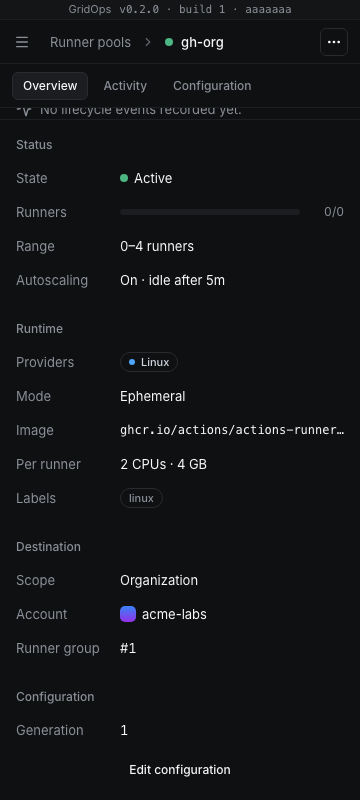 GridOps v0.2.0 · build 1 · aaaaaaa
Runner pools > gh-org
Overview Activity Configuration
No lifecycle events recorded yet.
Status
State Active
Runners 0/0
Range 0–4 runners
Autoscaling On · idle after 5m
Runtime
Providers Linux
Mode Ephemeral
Image ghcr.io/actions/actions-runner…
Per runner 2 CPUs · 4 GB
Labels linux
Destination
Scope Organization
Account acme-labs
Runner group #1
Configuration
Generation 1
Edit configuration